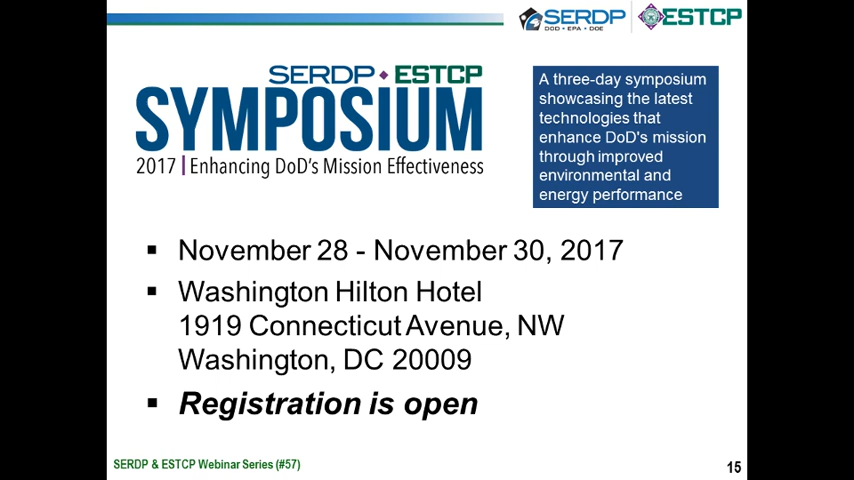 SERDP
DOD • EPA • DOE
ESTCP
SERDP ESTCP
SYMPOSIUM
2017 | Enhancing DoD's Mission Effectiveness
A three-day symposium
showcasing the latest
technologies that
enhance DoD's mission
through improved
environmental and
energy performance
▪ November 28 - November 30, 2017
▪ Washington Hilton Hotel
1919 Connecticut Avenue, NW
Washington, DC 20009
▪ Registration is open
SERDP & ESTCP Webinar Series (#57)
15